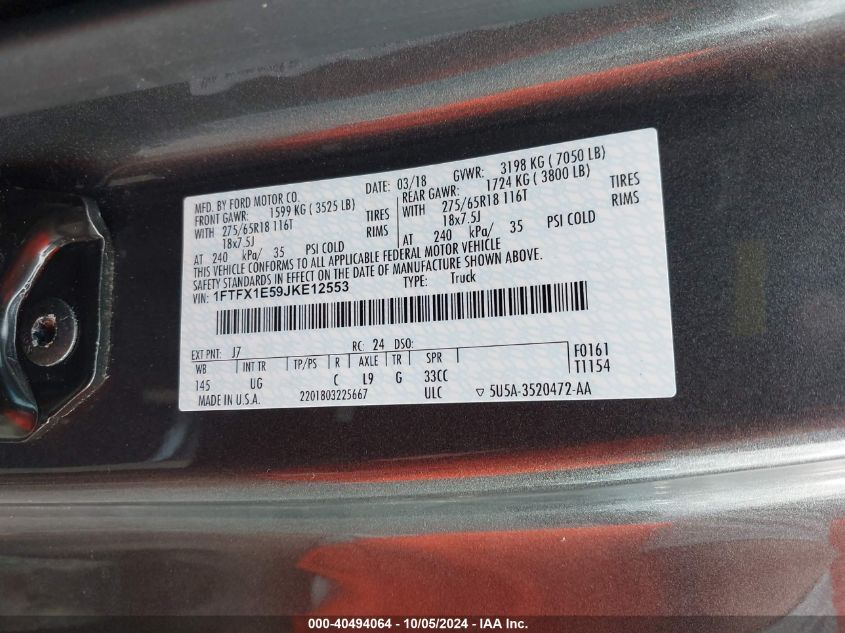 MFD. BY FORD MOTOR CO. DATE: 03/18 GVWR: 3198 KG ( 7050 LB)
FRONT GAWR: 1599 KG ( 3525 LB) REAR GAWR: 1724 KG ( 3800 LB)
WITH 275/65R18 116T TIRES WITH 275/65R18 116T TIRES
18x7.5J RIMS 18x7.5J RIMS
AT 240 kPa/ 35 PSI COLD AT 240 kPa/ 35 PSI COLD
THIS VEHICLE CONFORMS TO ALL APPLICABLE FEDERAL MOTOR VEHICLE
SAFETY STANDARDS IN EFFECT ON THE DATE OF MANUFACTURE SHOWN ABOVE.
VIN: 1FTFX1E59JKE12553 TYPE: Truck
EXT PNT: J7 RC: 24 DSO: F0161
WB INT TR TP/PS R AXLE TR SPR T1154
145 UG C L9 G 33CC
MADE IN U.S.A. 2201803225667 ULC ▽ 5U5A-3520472-AA
000-40494064 - 10/05/2024 - IAA Inc.